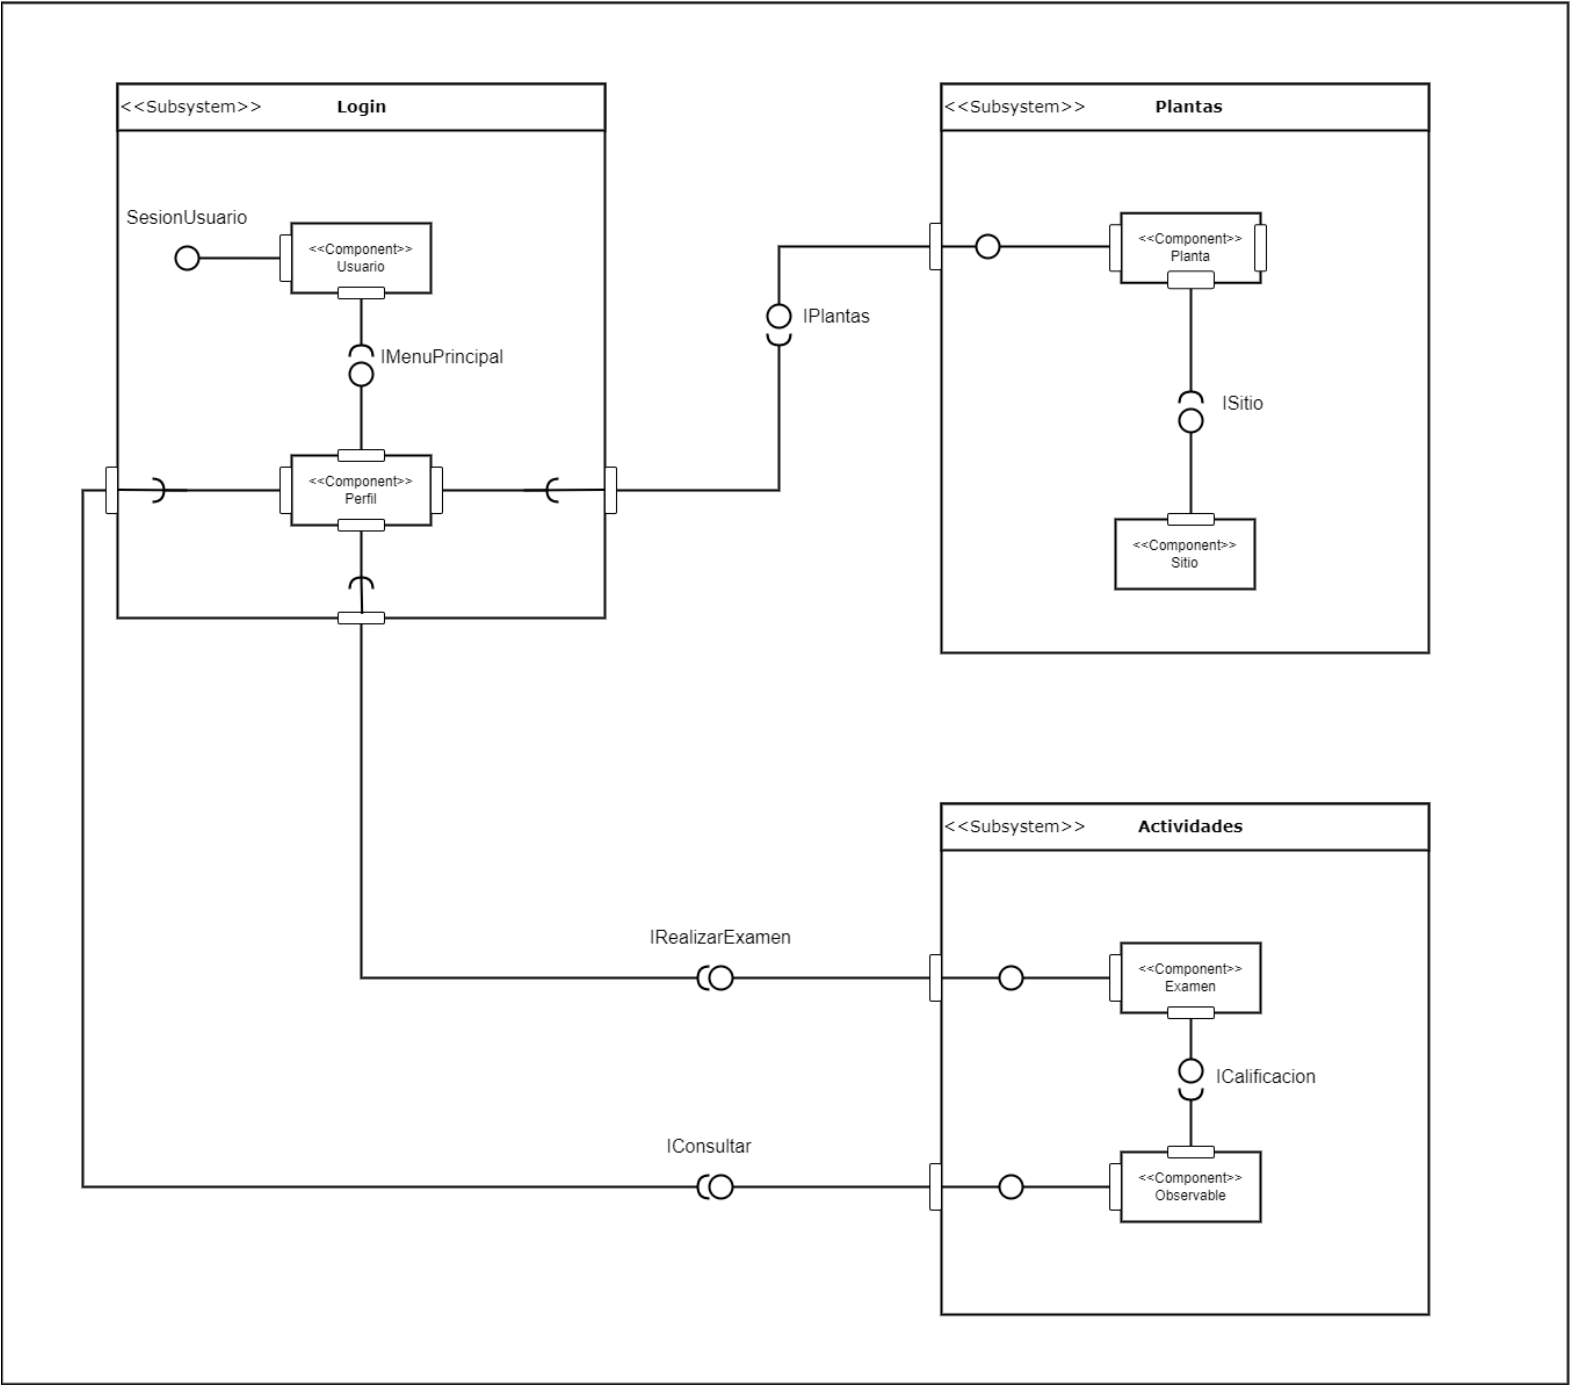 <<Subsystem>> Login
SesionUsuario
<<Component>>
Usuario
IMenuPrincipal
<<Component>>
Perfil
<<Subsystem>> Plantas
<<Component>>
Planta
IPlantas
ISitio
<<Component>>
Sitio
<<Subsystem>> Actividades
IRealizarExamen
<<Component>>
Examen
ICalificacion
IConsultar
<<Component>>
Observable